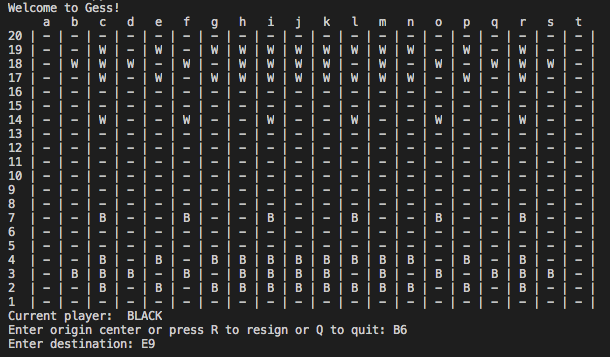 Welcome to Gess!
a b c d e f g h i j k l m n o p q r s t
20 | - | - | - | - | - | - | - | - | - | - | - | - | - | - | - | - | - | - | - | - |
19 | - | - | W | - | W | - | W | W | W | W | W | W | W | W | - | W | - | W | - | - |
18 | - | W | W | W | - | W | - | W | W | W | W | - | W | - | W | - | W | W | W | - |
17 | - | - | W | - | W | - | W | W | W | W | W | W | W | W | - | W | - | W | - | - |
16 | - | - | - | - | - | - | - | - | - | - | - | - | - | - | - | - | - | - | - | - |
15 | - | - | - | - | - | - | - | - | - | - | - | - | - | - | - | - | - | - | - | - |
14 | - | - | W | - | - | W | - | - | W | - | - | W | - | - | W | - | - | W | - | - |
13 | - | - | - | - | - | - | - | - | - | - | - | - | - | - | - | - | - | - | - | - |
12 | - | - | - | - | - | - | - | - | - | - | - | - | - | - | - | - | - | - | - | - |
11 | - | - | - | - | - | - | - | - | - | - | - | - | - | - | - | - | - | - | - | - |
10 | - | - | - | - | - | - | - | - | - | - | - | - | - | - | - | - | - | - | - | - |
9 | - | - | - | - | - | - | - | - | - | - | - | - | - | - | - | - | - | - | - | - |
8 | - | - | - | - | - | - | - | - | - | - | - | - | - | - | - | - | - | - | - | - |
7 | - | - | B | - | - | B | - | - | B | - | - | B | - | - | B | - | - | B | - | - |
6 | - | - | - | - | - | - | - | - | - | - | - | - | - | - | - | - | - | - | - | - |
5 | - | - | - | - | - | - | - | - | - | - | - | - | - | - | - | - | - | - | - | - |
4 | - | - | B | - | B | - | B | B | B | B | B | B | B | B | - | B | - | B | - | - |
3 | - | B | B | B | - | B | - | B | B | B | B | - | B | - | B | - | B | B | B | - |
2 | - | - | B | - | B | - | B | B | B | B | B | B | B | B | - | B | - | B | - | - |
1 | - | - | - | - | - | - | - | - | - | - | - | - | - | - | - | - | - | - | - | - |
Current player:  BLACK
Enter origin center or press R to resign or Q to quit: B6
Enter destination: E9